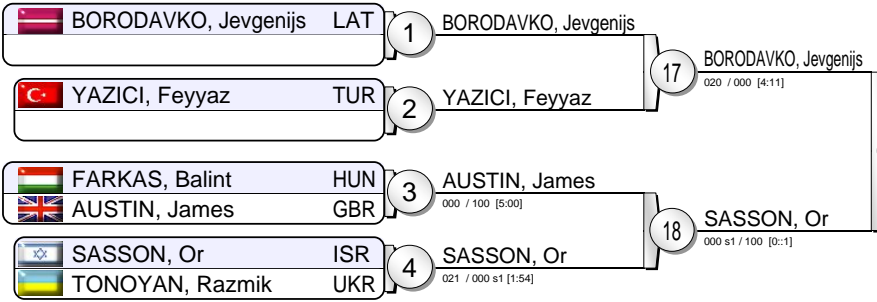 BORODAVKO, Jevgenijs LAT
1
BORODAVKO, Jevgenijs
17
BORODAVKO, Jevgenijs
020 / 000 [4:11]
YAZICI, Feyyaz TUR
2
YAZICI, Feyyaz
FARKAS, Balint HUN
AUSTIN, James GBR
3
AUSTIN, James
000 / 100 [5:00]
18
SASSON, Or
000 s1 / 100 [0::1]
SASSON, Or ISR
TONOYAN, Razmik UKR
4
SASSON, Or
021 / 000 s1 [1:54]